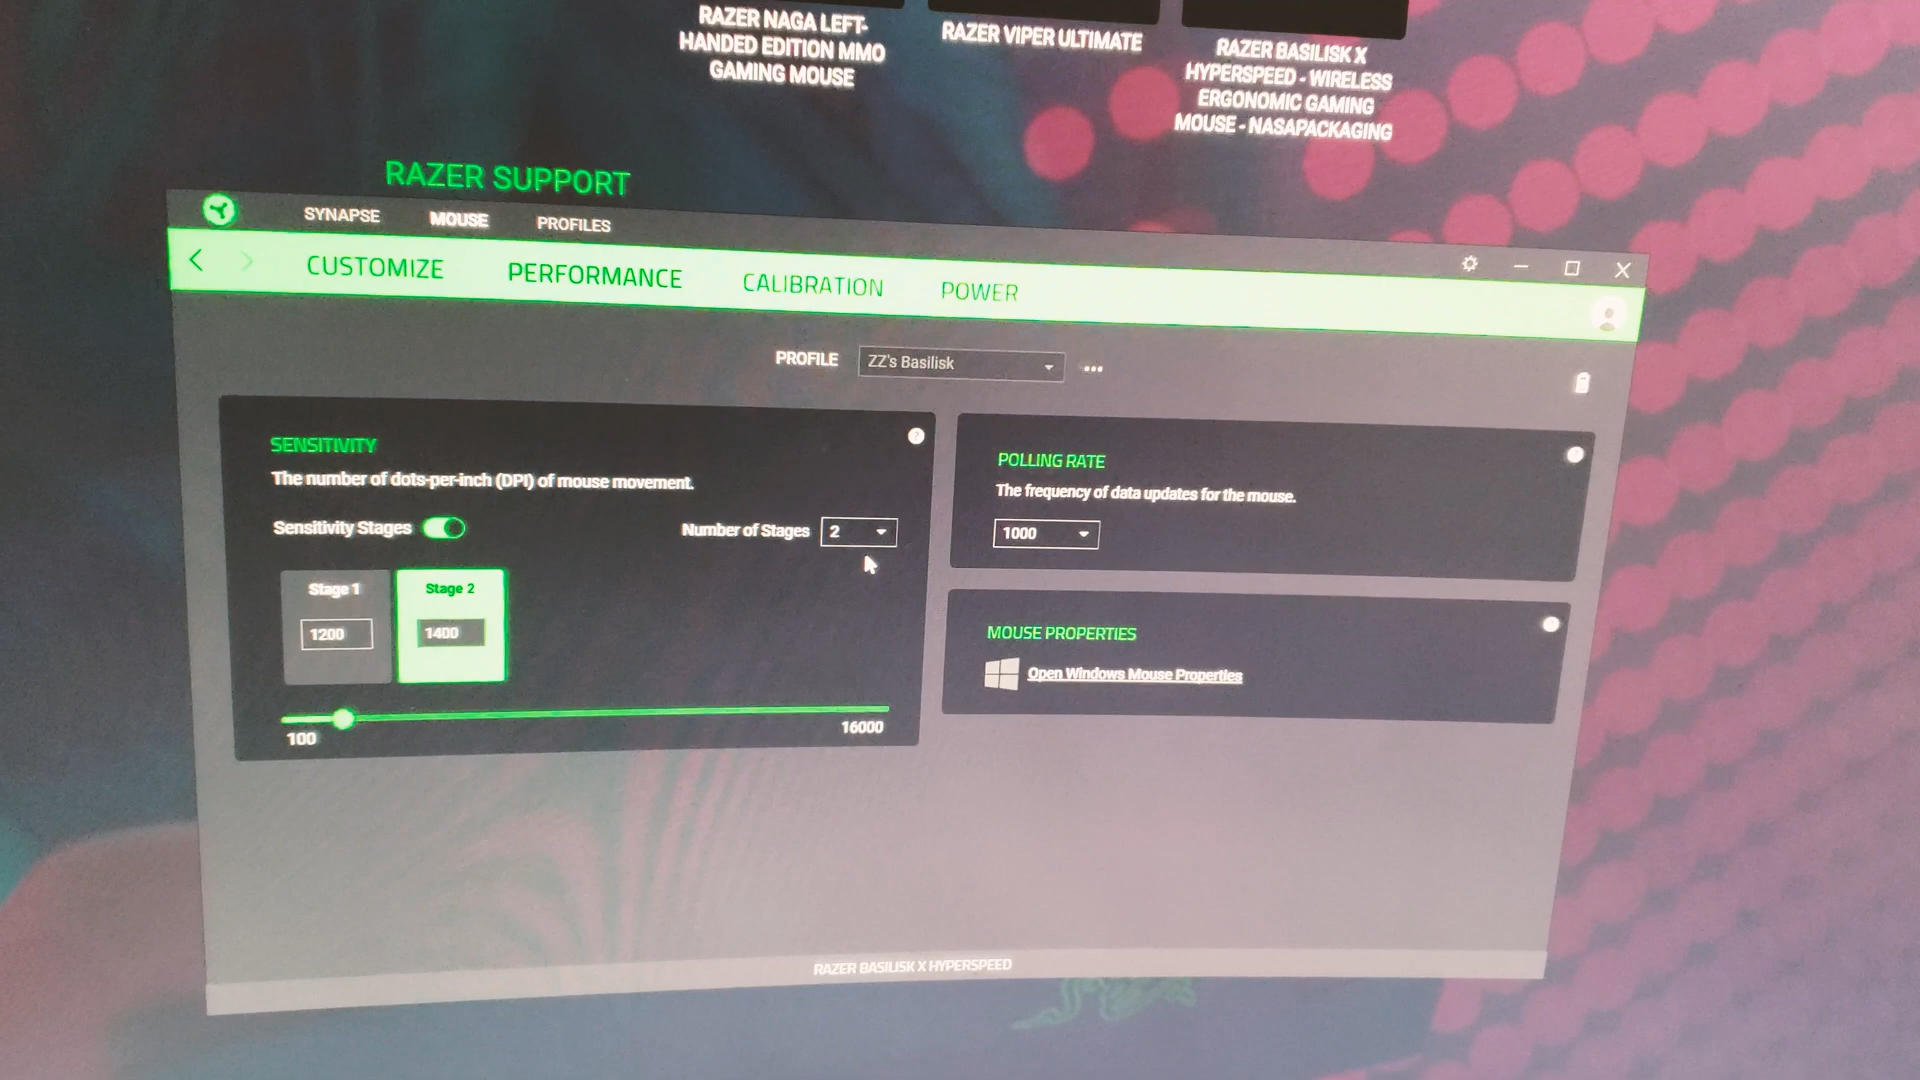 RAZER NAGA LEFT-
HANDED EDITION MMO
GAMING MOUSE
RAZER VIPER ULTIMATE
RAZER BASILISK X
HYPERSPEED - WIRELESS
ERGONOMIC GAMING
MOUSE - NASAPACKAGING
RAZER SUPPORT
SYNAPSE MOUSE PROFILES
CUSTOMIZE PERFORMANCE CALIBRATION POWER
PROFILE ZZ's Basilisk
SENSITIVITY
The number of dots-per-inch (DPI) of mouse movement.
Sensitivity Stages Number of Stages 2
Stage 1 Stage 2
1200 1400
100 16000
POLLING RATE
The frequency of data updates for the mouse.
1000
MOUSE PROPERTIES
Open Windows Mouse Properties
RAZER BASILISK X HYPERSPEED